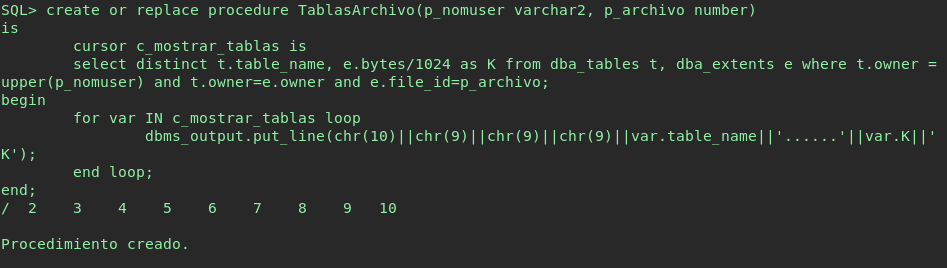 SQL> create or replace procedure TablasArchivo(p_nomuser varchar2, p_archivo number)
is
        cursor c_mostrar_tablas is
        select distinct t.table_name, e.bytes/1024 as K from dba_tables t, dba_extents e where t.owner =
upper(p_nomuser) and t.owner=e.owner and e.file_id=p_archivo;
begin
        for var IN c_mostrar_tablas loop
                dbms_output.put_line(chr(10)||chr(9)||chr(9)||chr(9)||var.table_name||'......'||var.K||'
K');
        end loop;
end;
/  2    3    4    5    6    7    8    9   10

Procedimiento creado.